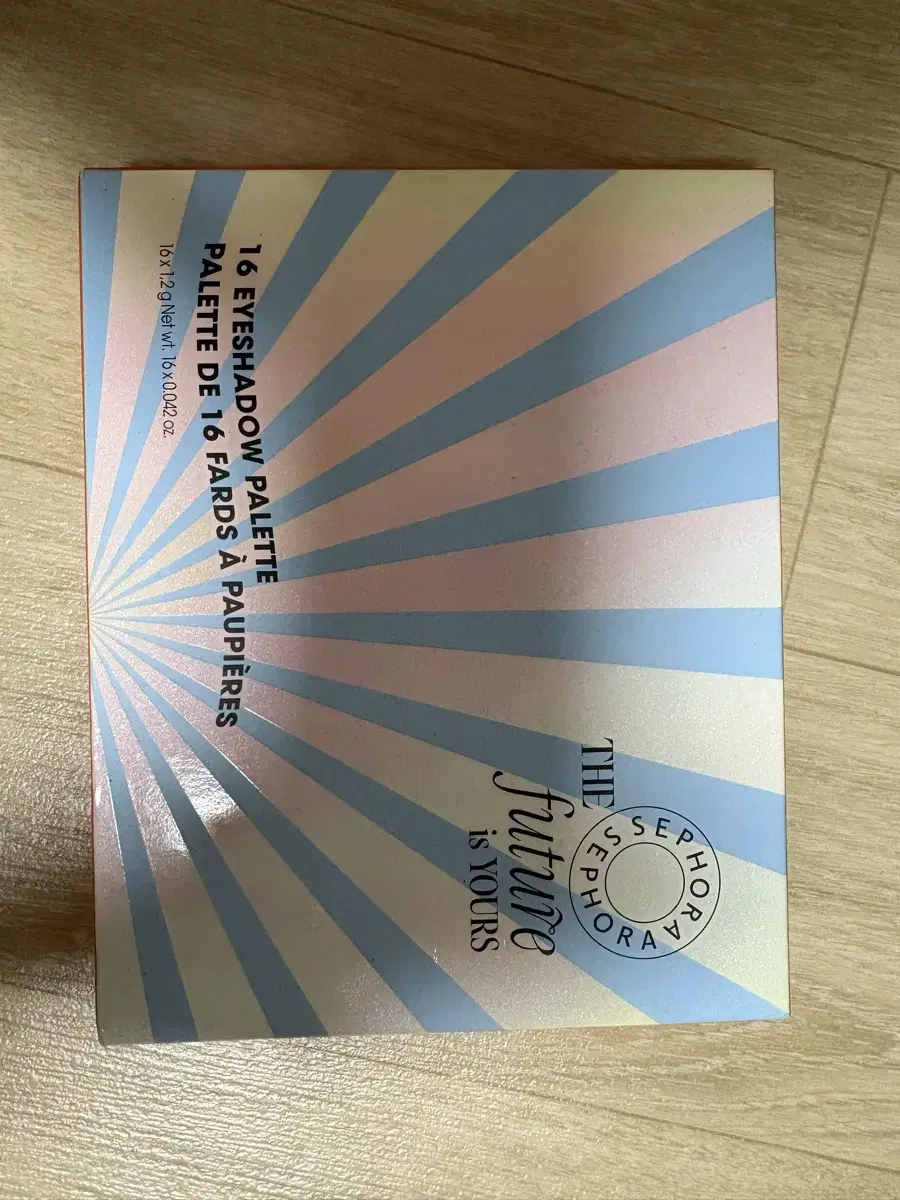 SEPHORA SEPHORA
THE
future
is YOURS
16 EYESHADOW PALETTE
PALETTE DE 16 FARDS À PAUPIÈRES
16 x 1,2 g Net wt. 16 x 0.042 oz.